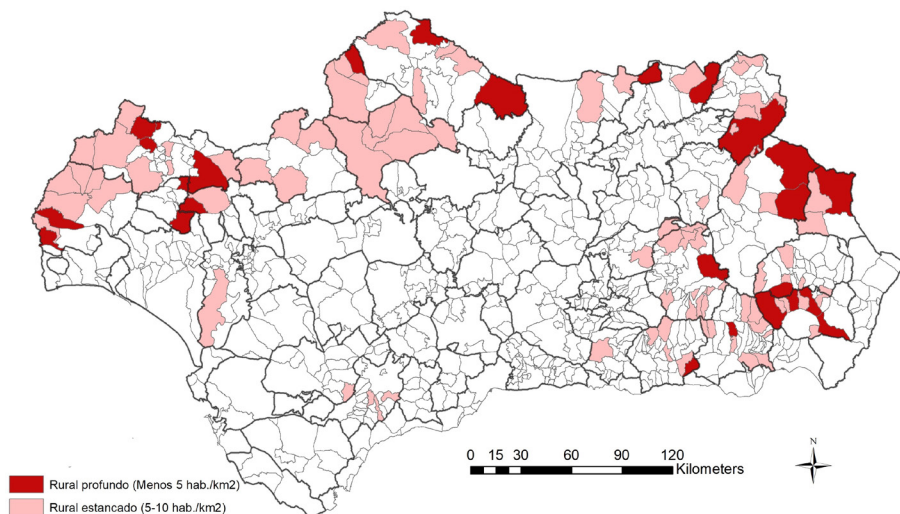 N
0 15 30 60 90 120
Kilometers
Rural profundo (Menos 5 hab./km2)
Rural estancado (5-10 hab./km2)